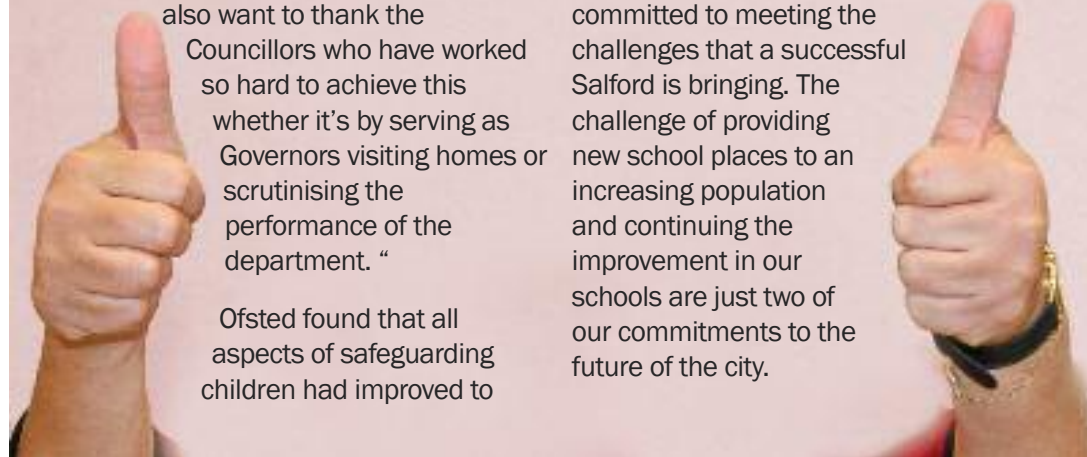 also want to thank the
Councillors who have worked
so hard to achieve this
whether it's by serving as
Governors visiting homes or
scrutinising the
performance of the
department. “
Ofsted found that all
aspects of safeguarding
children had improved to
committed to meeting the
challenges that a successful
Salford is bringing. The
challenge of providing
new school places to an
increasing population
and continuing the
improvement in our
schools are just two of
our commitments to the
future of the city.